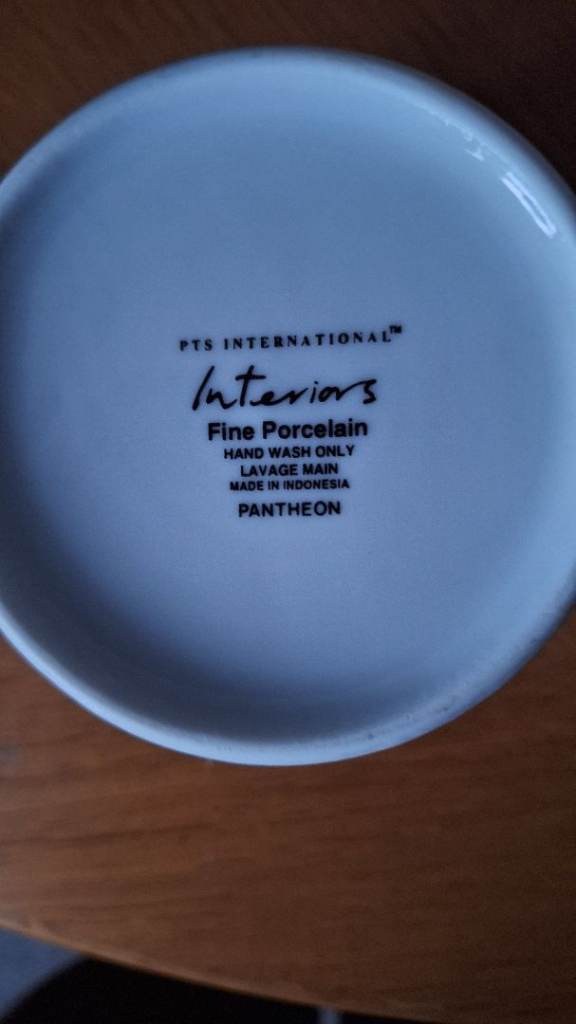 PTS INTERNATIONAL™
Interiors
Fine Porcelain
HAND WASH ONLY
LAVAGE MAIN
MADE IN INDONESIA
PANTHEON